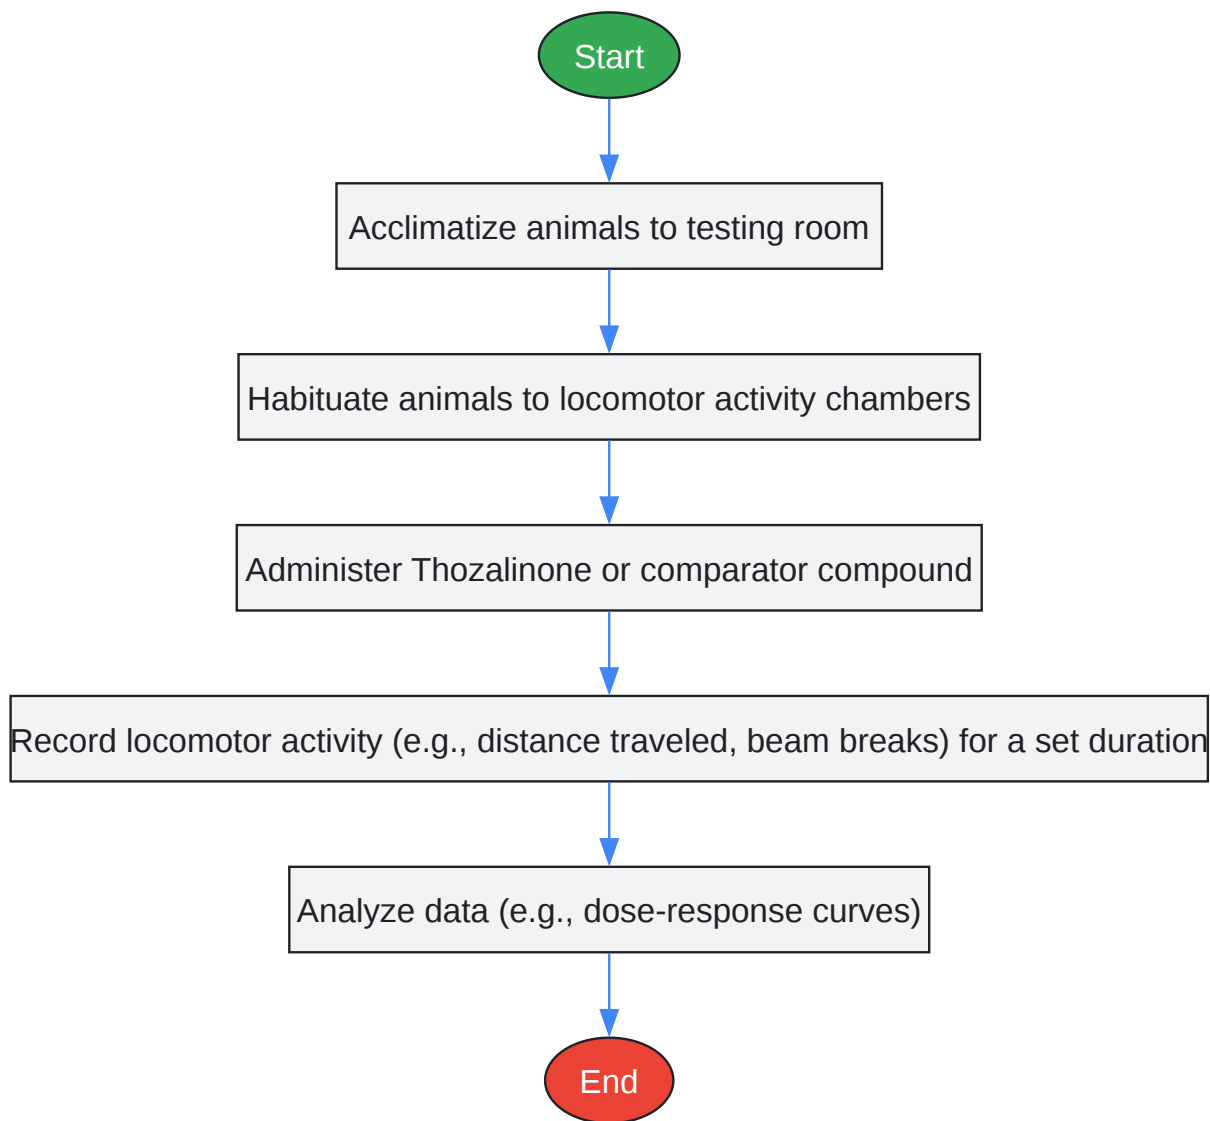 Start
Acclimatize animals to testing room
Habituate animals to locomotor activity chambers
Administer Thozalinone or comparator compound
Record locomotor activity (e.g., distance traveled, beam breaks) for a set duration
Analyze data (e.g., dose-response curves)
End